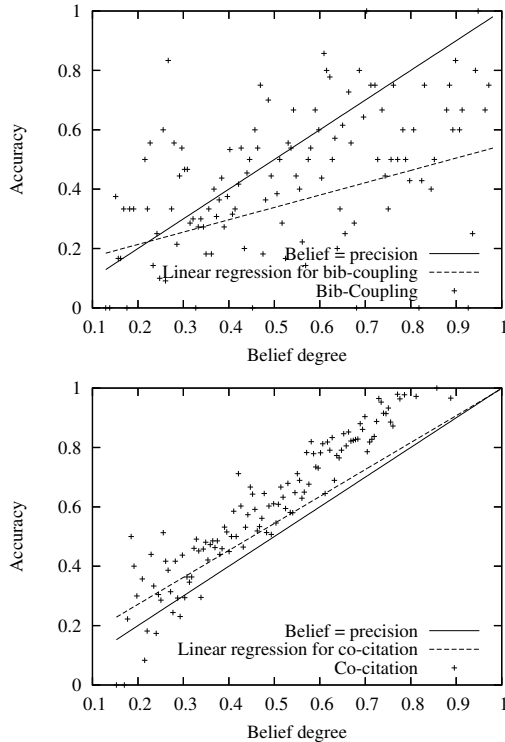 1
0.8
0.6
0.4
0.2
0
Accuracy
0.1 0.2 0.3 0.4 0.5 0.6 0.7 0.8 0.9 1
Belief degree
Belief = precision
Linear regression for bib-coupling
Bib-Coupling
1
0.8
0.6
0.4
0.2
0
Accuracy
0.1 0.2 0.3 0.4 0.5 0.6 0.7 0.8 0.9 1
Belief degree
Belief = precision
Linear regression for co-citation
Co-citation